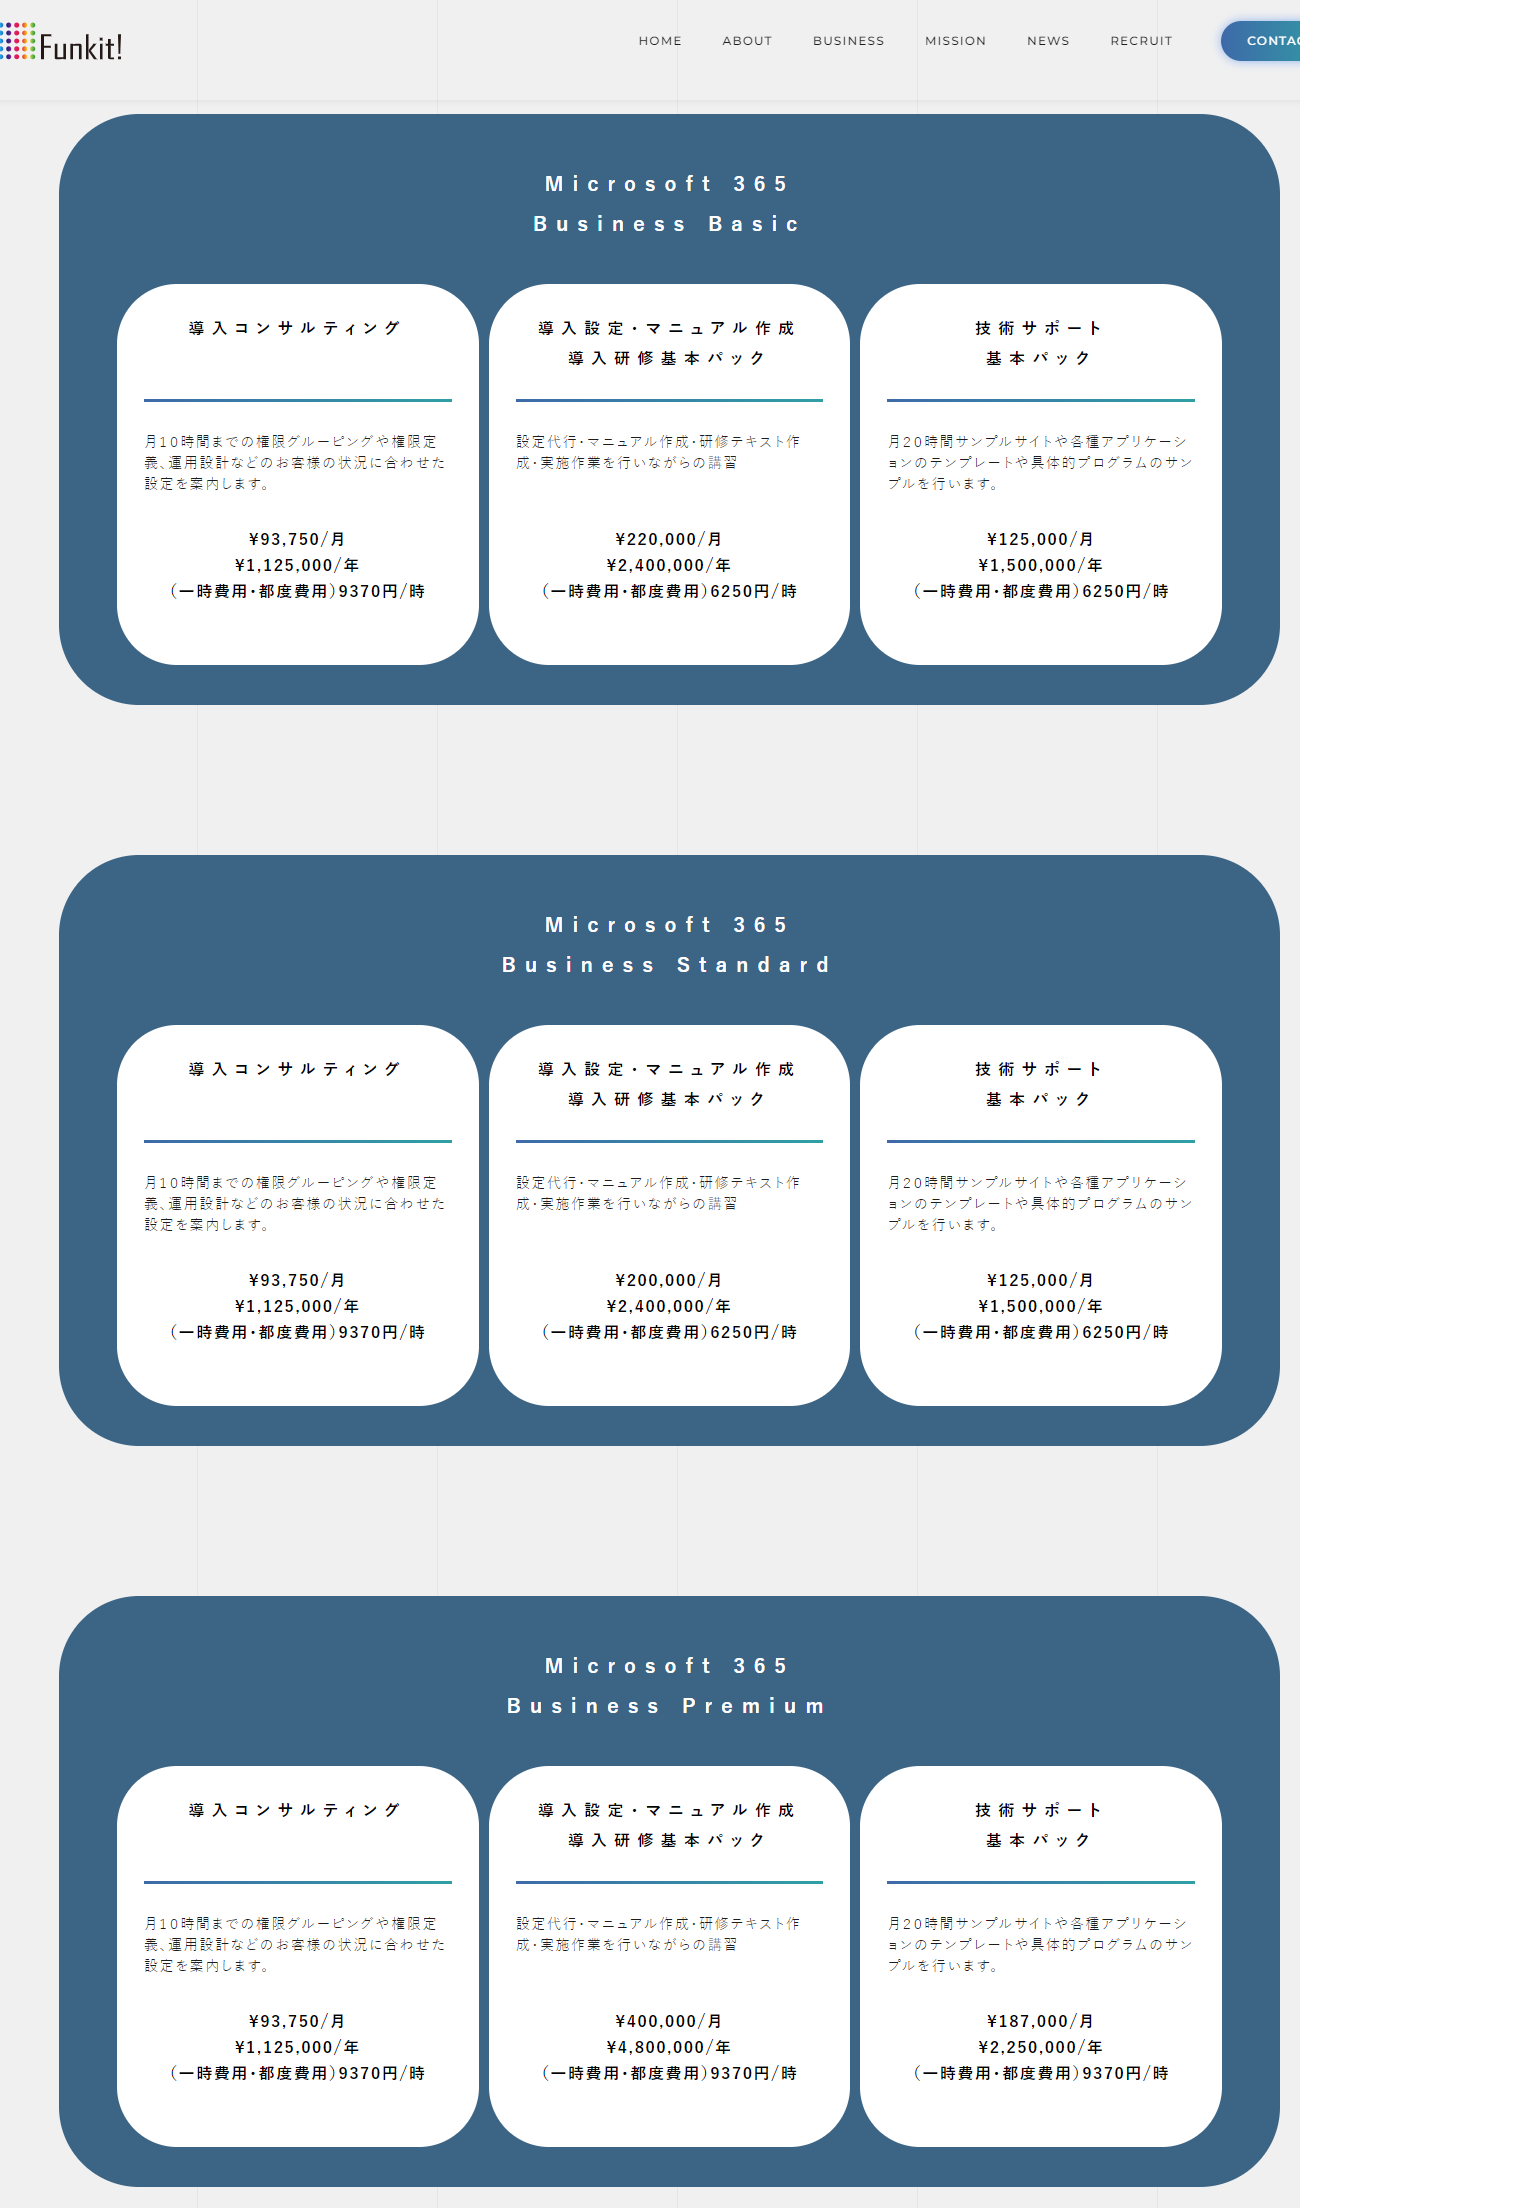 Funkit!
HOME ABOUT BUSINESS MISSION NEWS RECRUIT CONTAC
Microsoft 365
Business Basic
導入コンサルティング
月10時間までの権限グルーピングや権限定
義、運用設計などのお客様の状況に合わせた
設定を案内します。
¥93,750/月
¥1,125,000/年
(一時費用・都度費用)9370円/時
導入設定・マニュアル作成
導入研修基本パック
設定代行・マニュアル作成・研修テキスト作
成・実施作業を行いながらの講習
¥220,000/月
¥2,400,000/年
(一時費用・都度費用)6250円/時
技術サポート
基本パック
月20時間サンプルサイトや各種アプリケーシ
ョンのテンプレートや具体的プログラムのサン
プルを行います。
¥125,000/月
¥1,500,000/年
(一時費用・都度費用)6250円/時
Microsoft 365
Business Standard
導入コンサルティング
月10時間までの権限グルーピングや権限定
義、運用設計などのお客様の状況に合わせた
設定を案内します。
¥93,750/月
¥1,125,000/年
(一時費用・都度費用)9370円/時
導入設定・マニュアル作成
導入研修基本パック
設定代行・マニュアル作成・研修テキスト作
成・実施作業を行いながらの講習
¥200,000/月
¥2,400,000/年
(一時費用・都度費用)6250円/時
技術サポート
基本パック
月20時間サンプルサイトや各種アプリケーシ
ョンのテンプレートや具体的プログラムのサン
プルを行います。
¥125,000/月
¥1,500,000/年
(一時費用・都度費用)6250円/時
Microsoft 365
Business Premium
導入コンサルティング
月10時間までの権限グルーピングや権限定
義、運用設計などのお客様の状況に合わせた
設定を案内します。
¥93,750/月
¥1,125,000/年
(一時費用・都度費用)9370円/時
導入設定・マニュアル作成
導入研修基本パック
設定代行・マニュアル作成・研修テキスト作
成・実施作業を行いながらの講習
¥400,000/月
¥4,800,000/年
(一時費用・都度費用)9370円/時
技術サポート
基本パック
月20時間サンプルサイトや各種アプリケーシ
ョンのテンプレートや具体的プログラムのサン
プルを行います。
¥187,000/月
¥2,250,000/年
(一時費用・都度費用)9370円/時